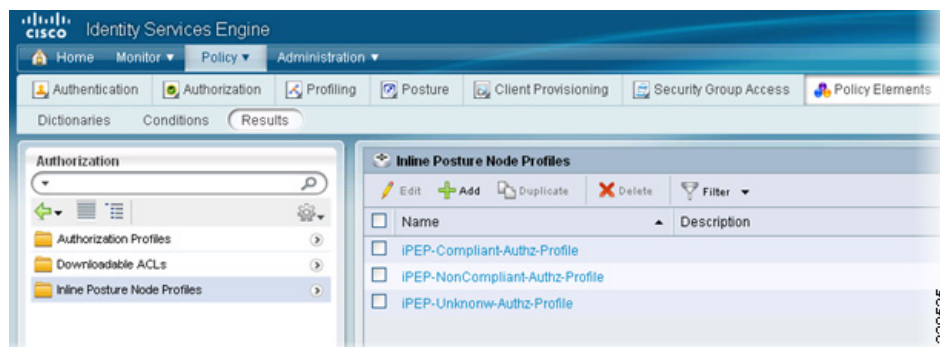 CISCO Identity Services Engine
Home Monitor Policy Administration
Authentication Authorization Profiling Posture Client Provisioning Security Group Access Policy Elements
Dictionaries Conditions Results
Authorization
Authorization Profiles
Downloadable ACLs
Inline Posture Node Profiles
Inline Posture Node Profiles
Edit Add Duplicate Delete Filter
Name Description
iPEP-Compliant-Authz-Profile
iPEP-NonCompliant-Authz-Profile
iPEP-Unknonw-Authz-Profile